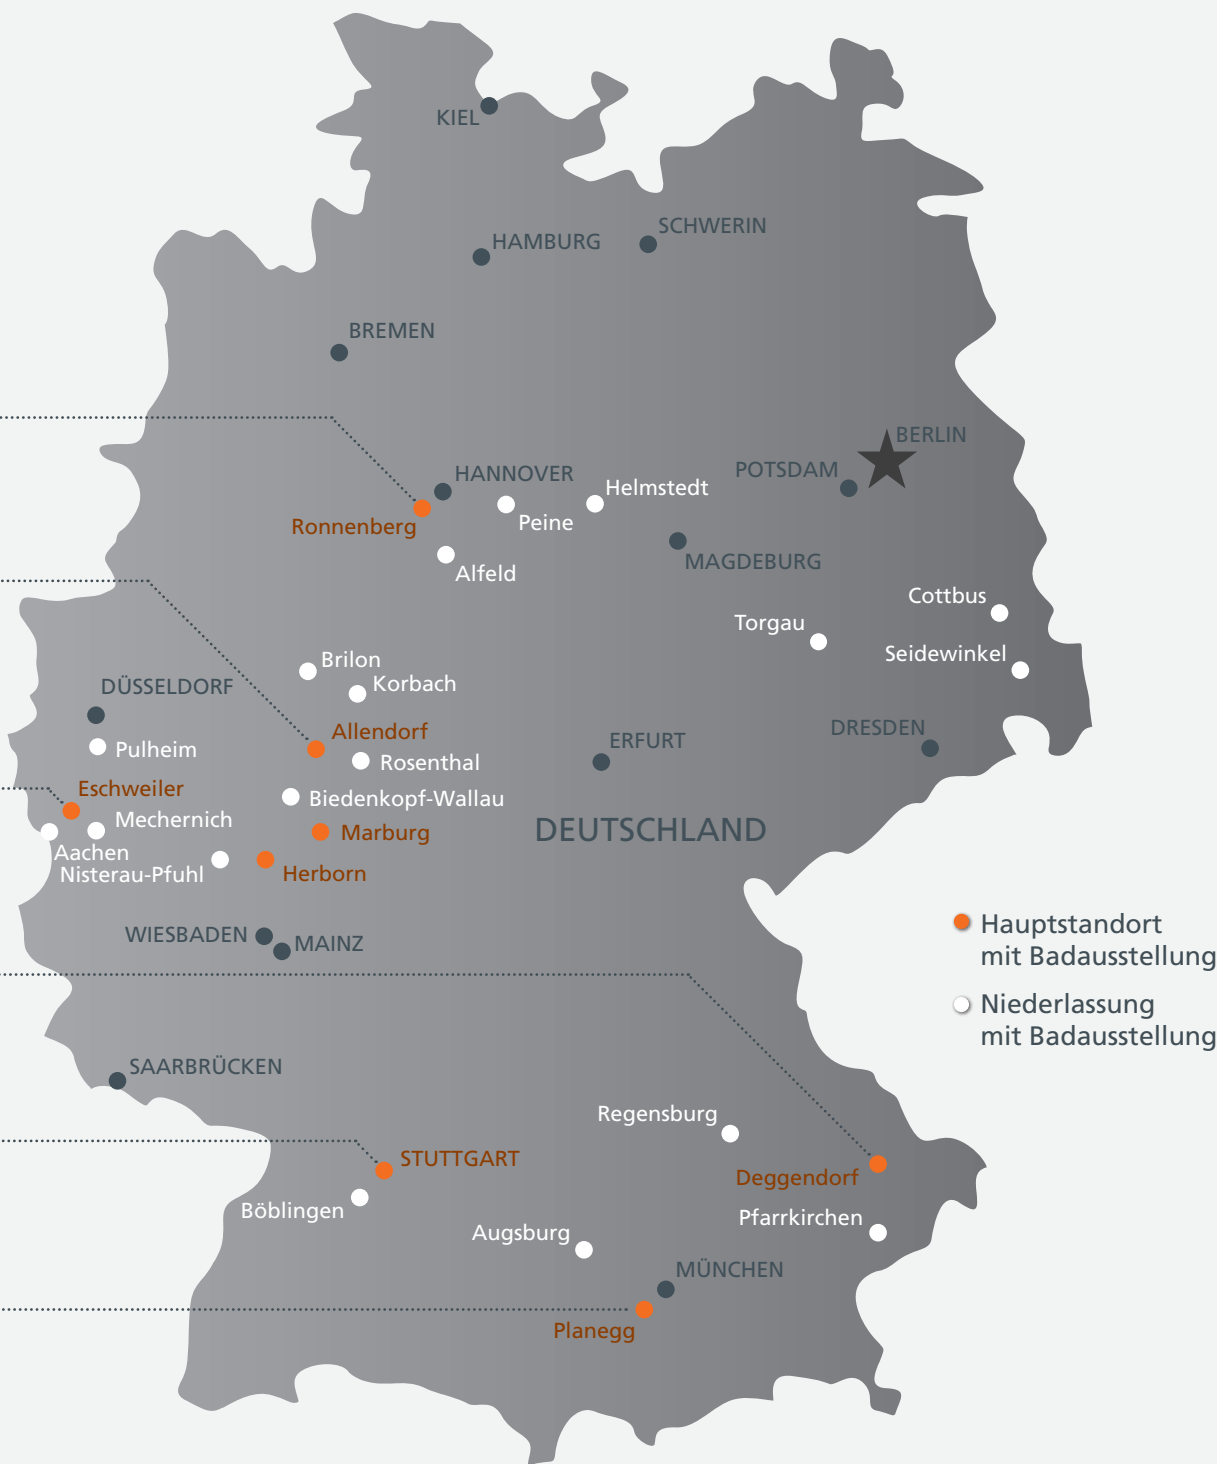 KIEL
SCHWERIN
HAMBURG
BREMEN
BERLIN
POTSDAM
HANNOVER
Helmstedt
Peine
Ronnenberg
MAGDEBURG
Alfeld
Cottbus
Torgau
Seidewinkel
Brilon
Korbach
DÜSSELDORF
DRESDEN
Allendorf
ERFURT
Pulheim
Rosenthal
Eschweiler
Biedenkopf-Wallau
Mechernich
Marburg
DEUTSCHLAND
Aachen
Nisterau-Pfuhl
Herborn
Hauptstandort
mit Badausstellung
WIESBADEN
MAINZ
Niederlassung
mit Badausstellung
SAARBRÜCKEN
Regensburg
STUTTGART
Deggendorf
Böblingen
Pfarrkirchen
Augsburg
MÜNCHEN
Planegg